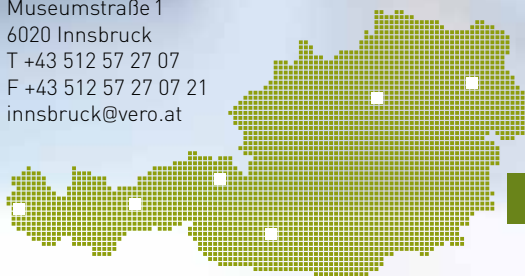 Museumstraße 1
6020 Innsbruck
T +43 512 57 27 07
F +43 512 57 27 07 21
innsbruck@vero.at